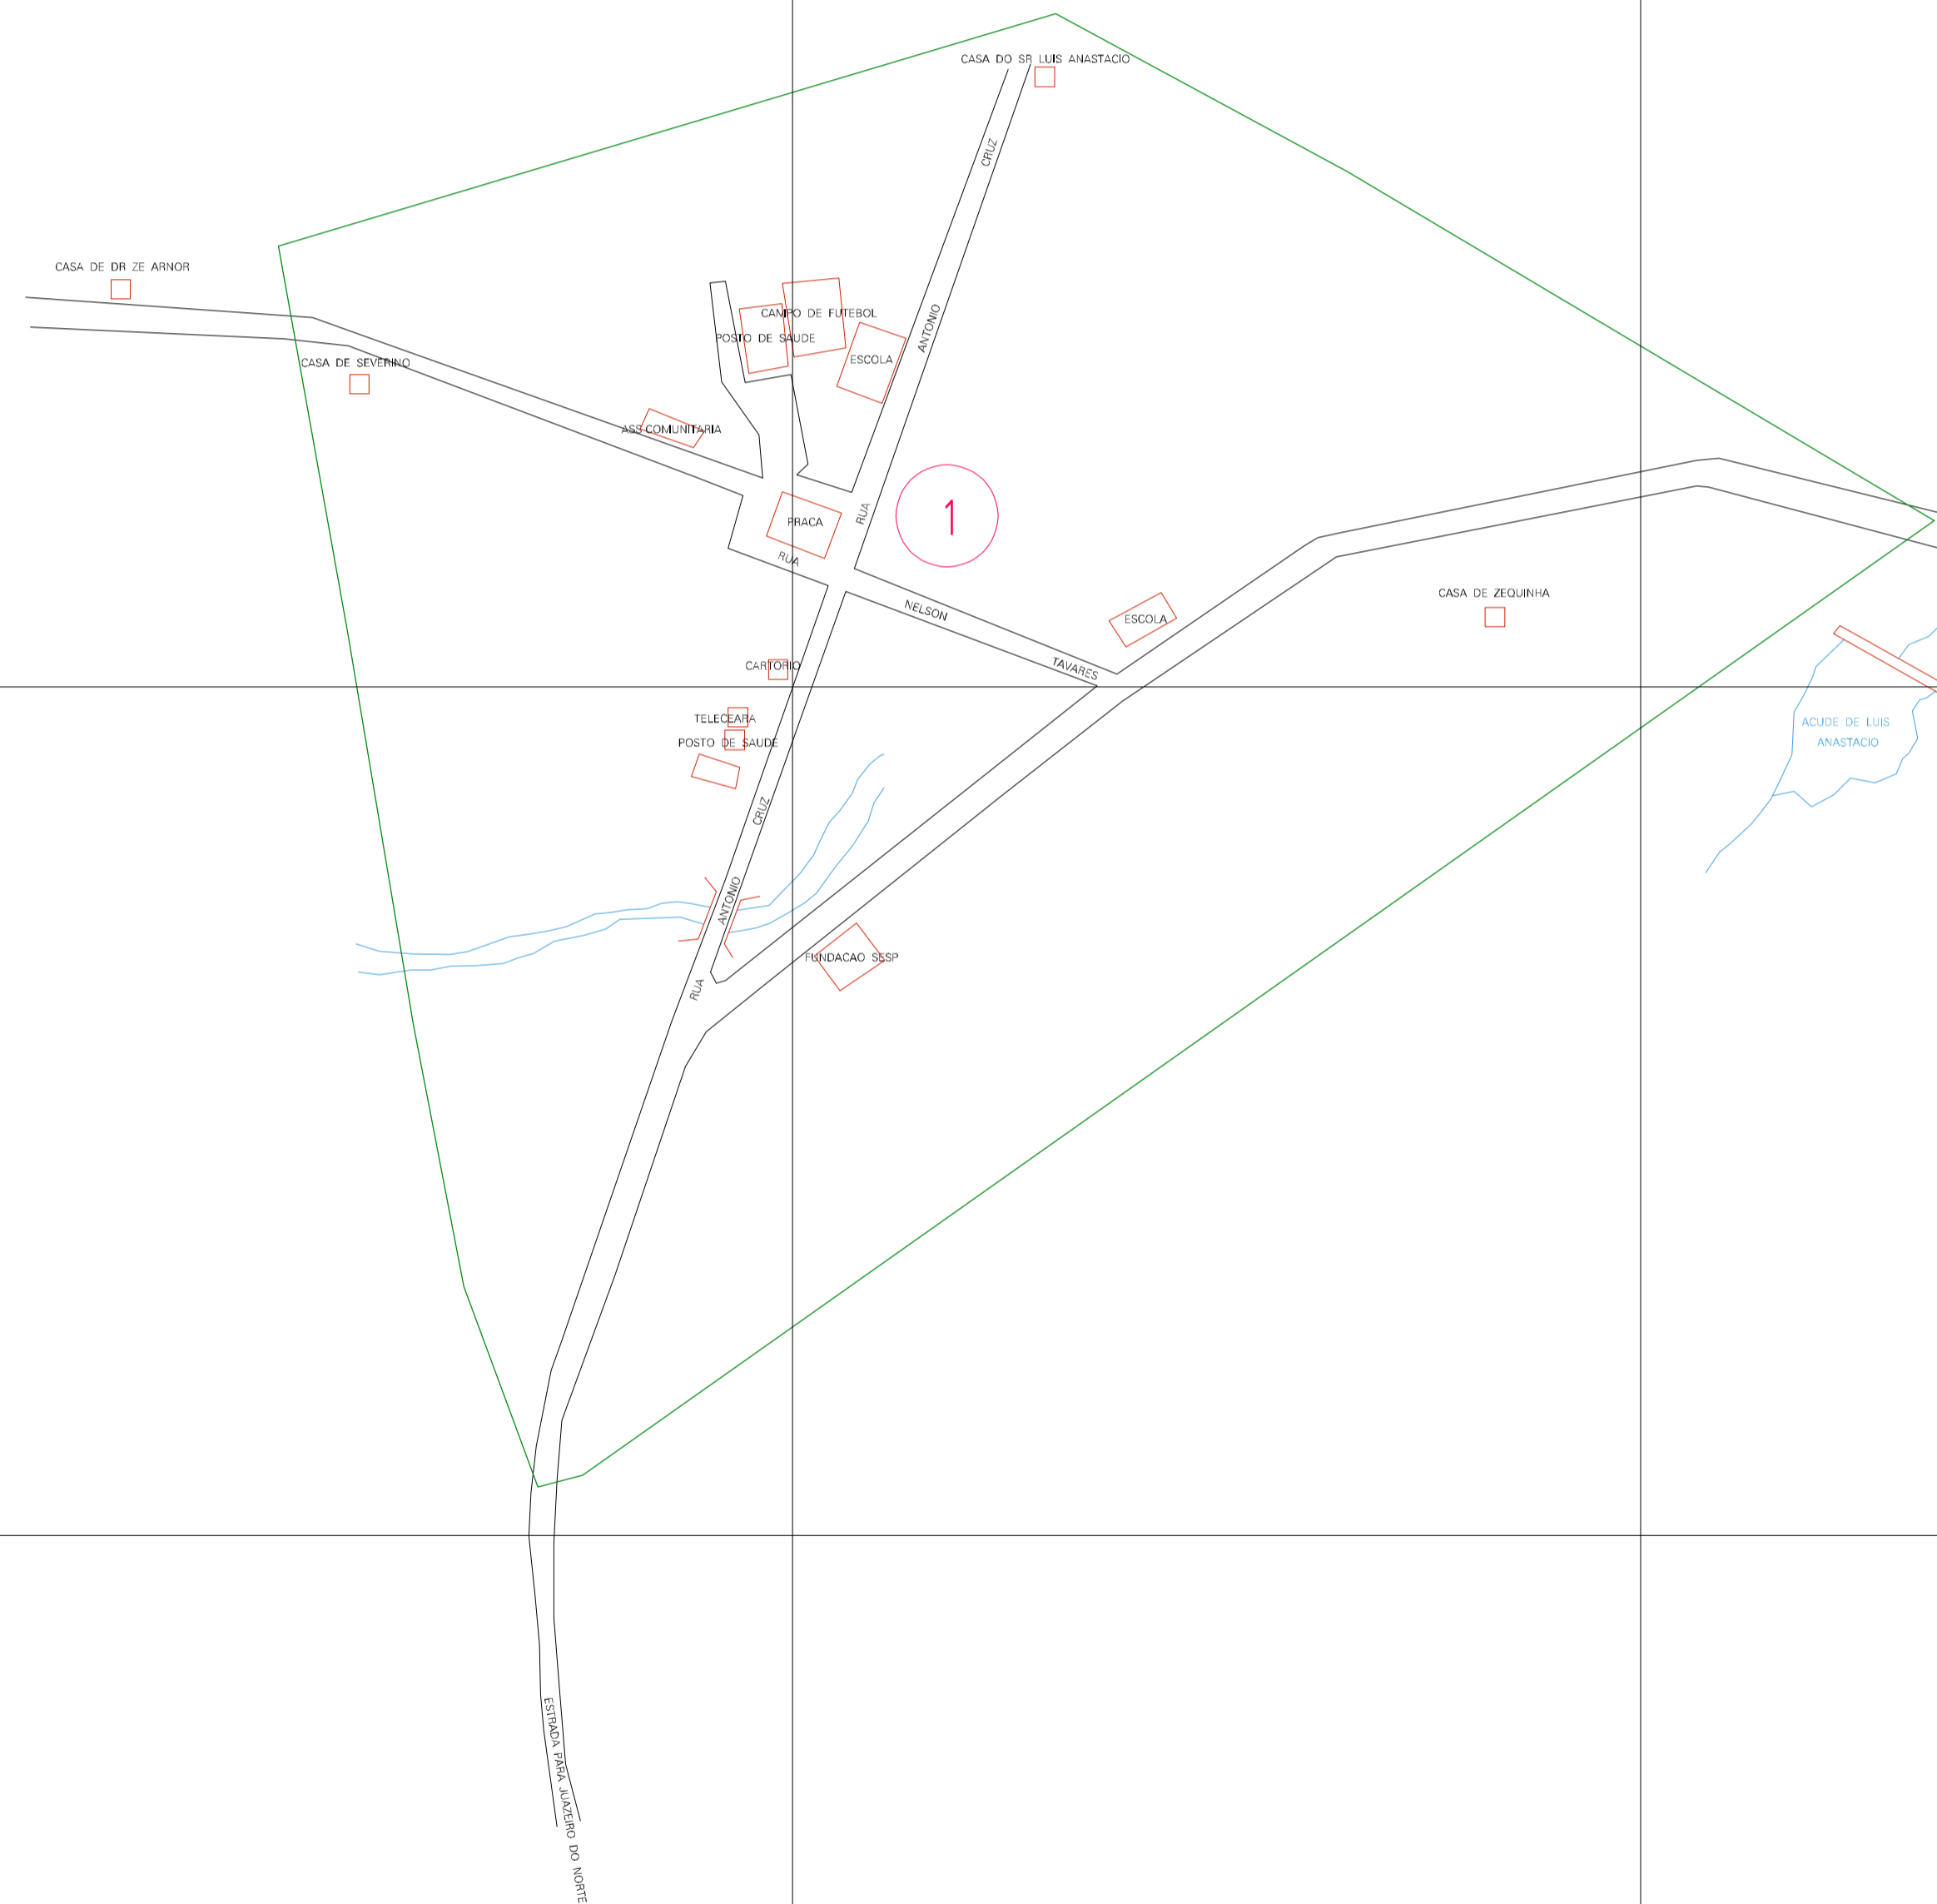 CASA DO SR LUIS ANASTACIO
CRUZ
ANTONIO
RUA
CASA DE DR ZE ARNOR
CASA DE SEVERINO
CAMPO DE FUTEBOL
POSTO DE SAUDE
ESCOLA
ASS COMUNITARIA
PRACA
1
RUA
NELSON
TAVARES
ESCOLA
CASA DE ZEQUINHA
CARTORIO
TELECEARA
POSTO DE SAUDE
ACUDE DE LUIS
ANASTACIO
CRUZ
ANTONIO
RUA
FUNDACAO SESP
ESTRADA PARA JUAZEIRO DO NORTE